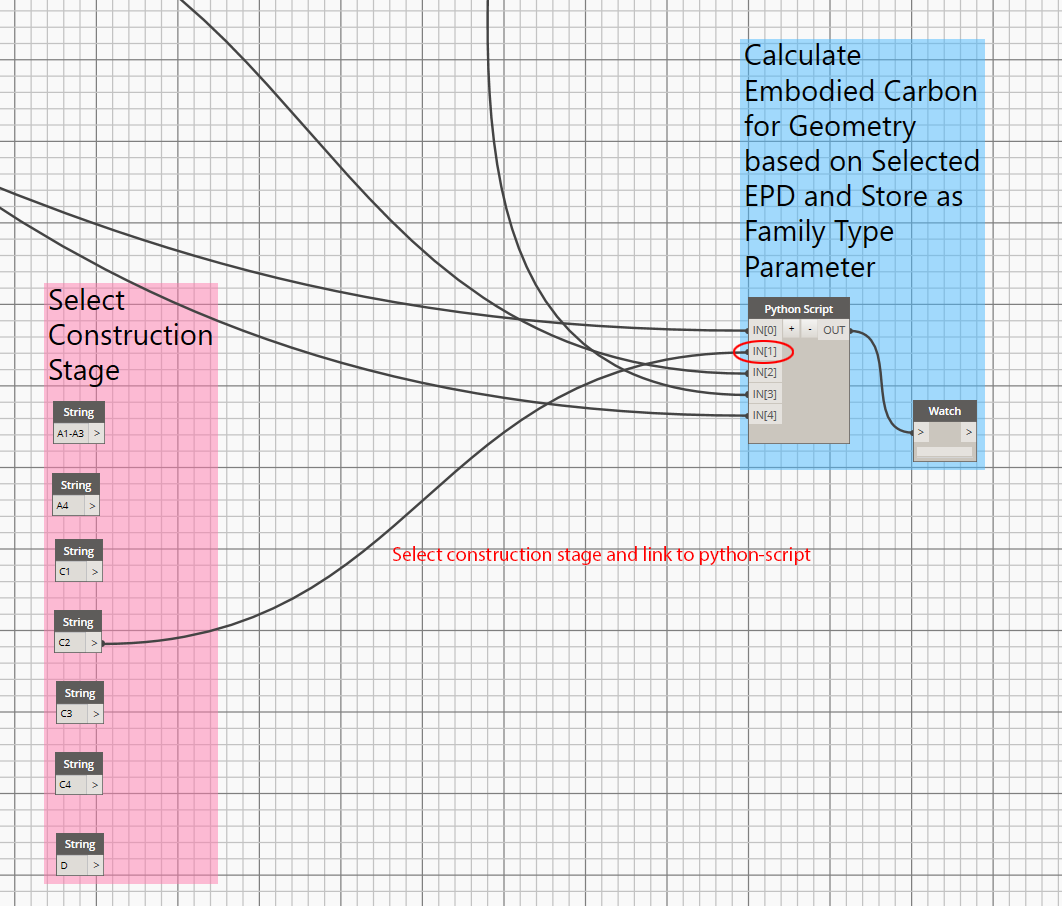 Calculate
Embodied Carbon
for Geometry
based on Selected
EPD and Store as
Family Type
Parameter
Select
Construction
Stage
Python Script
IN[0] + - OUT
IN[1]
IN[2]
IN[3]
IN[4]
Watch
> >
String
A1-A3 >
String
A4 >
Select construction stage and link to python-script
String
C1 >
String
C2 >
String
C3 >
String
C4 >
String
D >